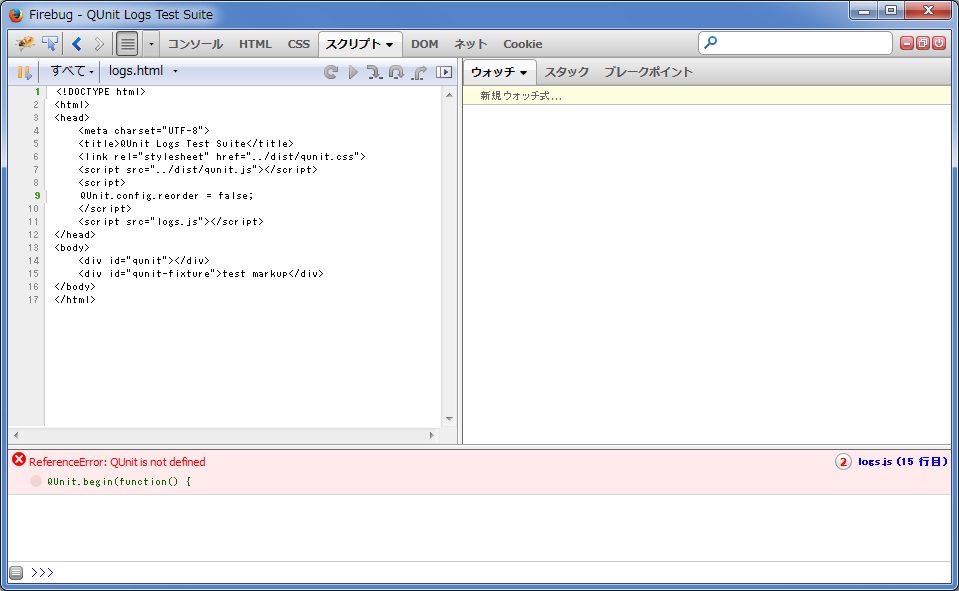 Firebug - QUnit Logs Test Suite
コンソール HTML CSS スクリプト DOM ネット Cookie
すべて logs.html
ウォッチ スタック ブレークポイント
新規ウォッチ式...
1 <!DOCTYPE html>
2 <html>
3 <head>
4 <meta charset="UTF-8">
5 <title>QUnit Logs Test Suite</title>
6 <link rel="stylesheet" href="../dist/qunit.css">
7 <script src="../dist/qunit.js"></script>
8 <script>
9 QUnit.config.reorder = false;
10 </script>
11 <script src="logs.js"></script>
12 </head>
13 <body>
14 <div id="qunit"></div>
15 <div id="qunit-fixture">test markup</div>
16 </body>
17 </html>
ReferenceError: QUnit is not defined
2 logs.js (15 行目)
QUnit.begin(function() {
>>>